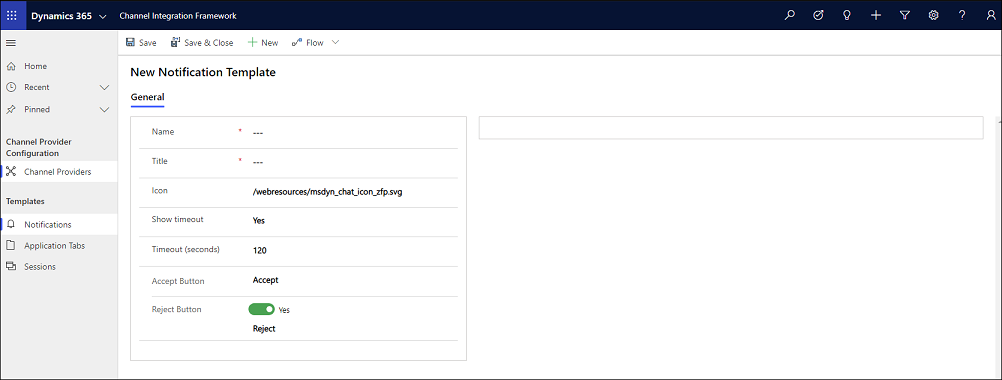 Dynamics 365 Channel Integration Framework
Save Save & Close New Flow
Home
Recent
Pinned
Channel Provider
Configuration
Channel Providers
Templates
Notifications
Application Tabs
Sessions
New Notification Template
General
Name * ---
Title * ---
Icon /webresources/msdyn_chat_icon_zfp.svg
Show timeout Yes
Timeout (seconds) 120
Accept Button Accept
Reject Button Yes
Reject